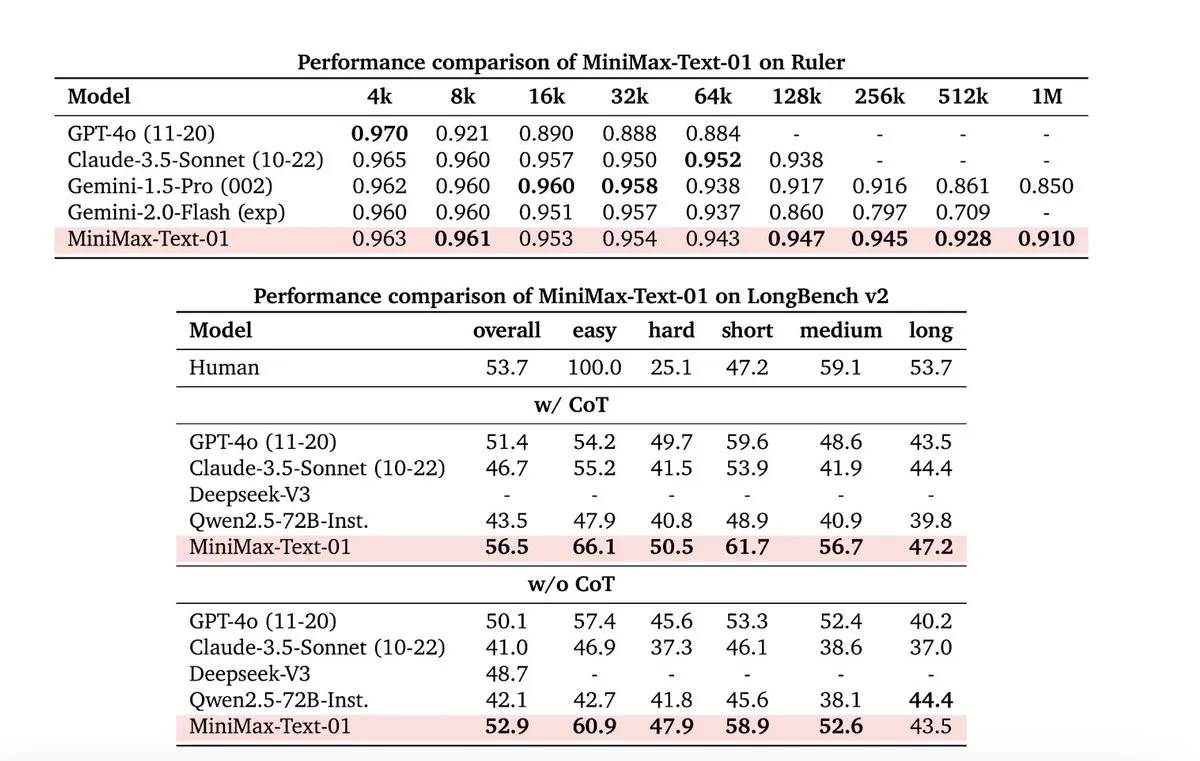 Performance comparison of MiniMax-Text-01 on Ruler
Model 4k 8k 16k 32k 64k 128k 256k 512k 1M
GPT-4o (11-20) 0.970 0.921 0.890 0.888 0.884 - - - -
Claude-3.5-Sonnet (10-22) 0.965 0.960 0.957 0.950 0.952 0.938 - - -
Gemini-1.5-Pro (002) 0.962 0.960 0.960 0.958 0.938 0.917 0.916 0.861 0.850
Gemini-2.0-Flash (exp) 0.960 0.960 0.951 0.957 0.937 0.860 0.797 0.709 -
MiniMax-Text-01 0.963 0.961 0.953 0.954 0.943 0.947 0.945 0.928 0.910
Performance comparison of MiniMax-Text-01 on LongBench v2
Model overall easy hard short medium long
Human 53.7 100.0 25.1 47.2 59.1 53.7
w/ CoT
GPT-4o (11-20) 51.4 54.2 49.7 59.6 48.6 43.5
Claude-3.5-Sonnet (10-22) 46.7 55.2 41.5 53.9 41.9 44.4
Deepseek-V3 - - - - - -
Qwen2.5-72B-Inst. 43.5 47.9 40.8 48.9 40.9 39.8
MiniMax-Text-01 56.5 66.1 50.5 61.7 56.7 47.2
w/o CoT
GPT-4o (11-20) 50.1 57.4 45.6 53.3 52.4 40.2
Claude-3.5-Sonnet (10-22) 41.0 46.9 37.3 46.1 38.6 37.0
Deepseek-V3 48.7 - - - - -
Qwen2.5-72B-Inst. 42.1 42.7 41.8 45.6 38.1 44.4
MiniMax-Text-01 52.9 60.9 47.9 58.9 52.6 43.5